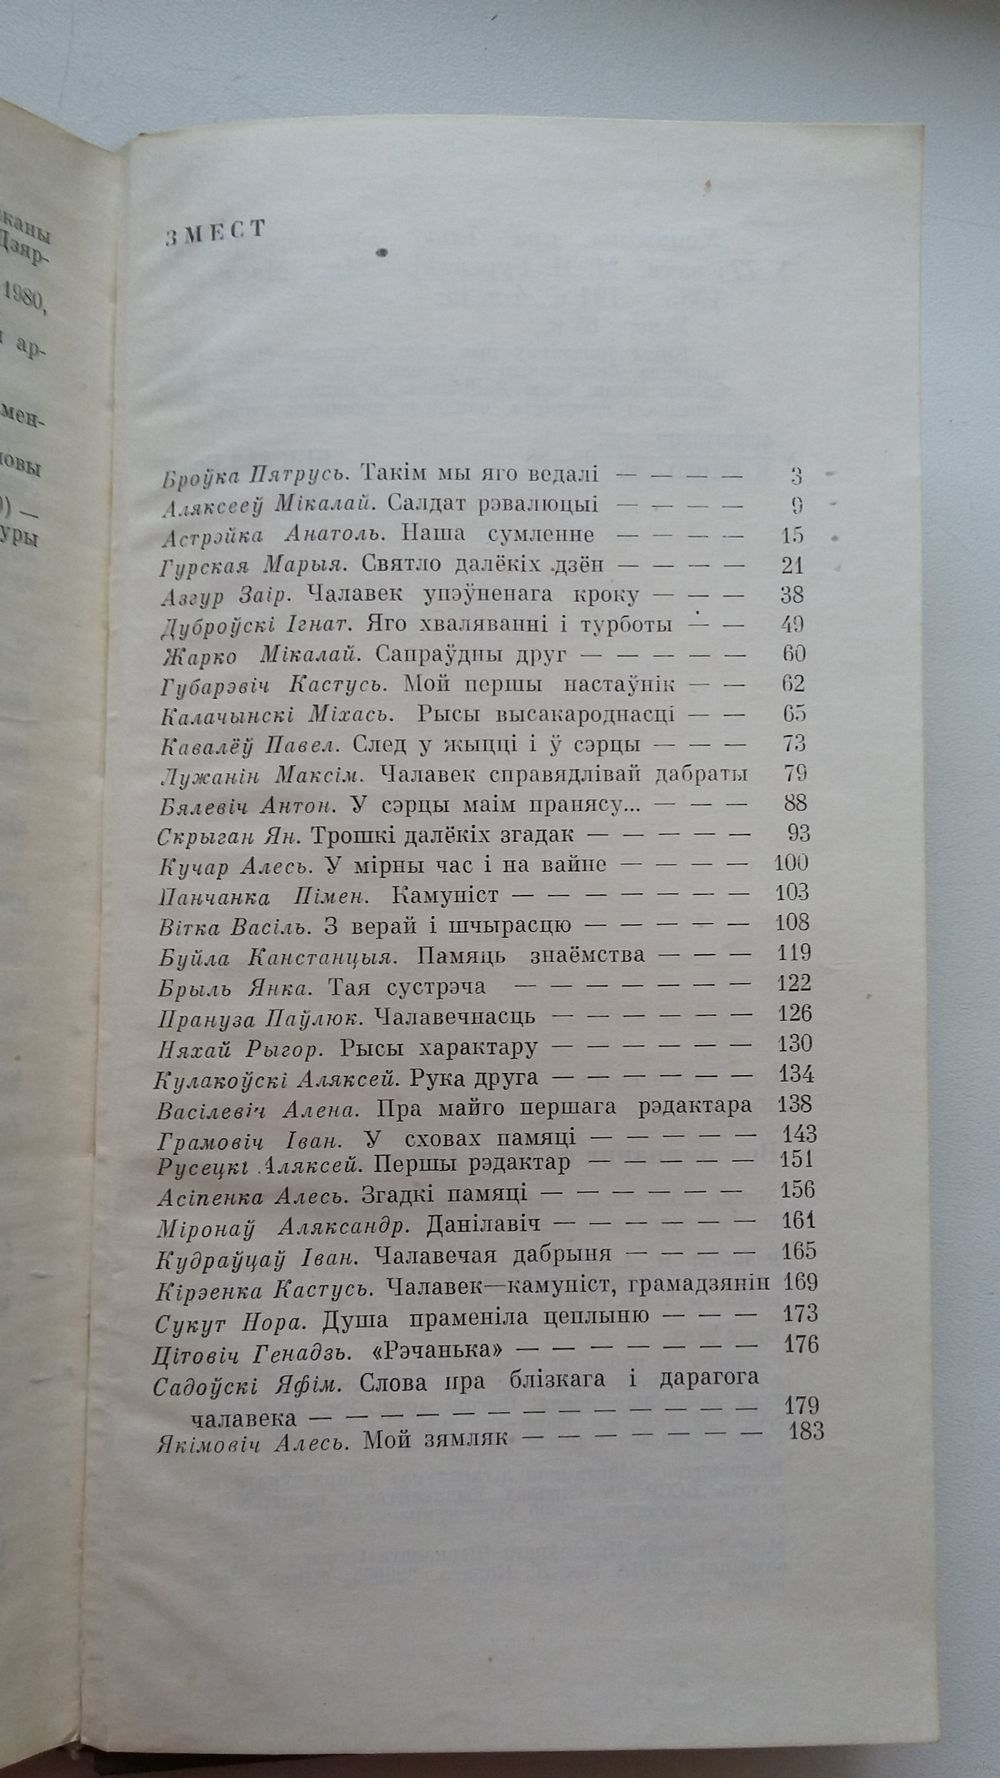 каны
Дзяр-
1980,
ар-
мен-
овы
уры
ЗМЕСТ
Броўка Пятрусь. Такім мы яго ведалі — — — — 3
Аляксееў Мікалай. Салдат рэвалюцыі — — — — 9
Астрэйка Анатоль. Наша сумленне — — — — 15
Гурская Марыя. Святло далёкіх дзён — — — — 21
Азгур Заір. Чалавек упэўненага кроку — — — 38
Дуброўскі Ігнат. Яго хваляванні і турботы — — 49
Жарко Мікалай. Сапраўдны друг — — — — — 60
Губарэвіч Кастусь. Мой першы настаўнік — — 62
Калачынскі Міхась. Рысы высакароднасці — — 65
Кавалёў Павел. След у жыцці і ў сэрцы — — — 73
Лужанін Максім. Чалавек справядлівай дабраты 79
Бялевіч Антон. У сэрцы маім пранясу... — — — 88
Скрыган Ян. Трошкі далёкіх згадак — — — — 93
Кучар Алесь. У мірны час і на вайне — — — — 100
Панчанка Пімен. Камуніст — — — — — — — 103
Вітка Васіль. З верай і шчырасцю — — — — — 108
Буйла Канстанцыя. Памяць знаёмства — — — 119
Брыль Янка. Тая сустрэча — — — — — — — 122
Прануза Паўлюк. Чалавечнасць — — — — — — 126
Няхай Рыгор. Рысы характару — — — — — — 130
Кулакоўскі Аляксей. Рука друга — — — — — — 134
Васілевіч Алена. Пра майго першага рэдактара 138
Грамовіч Іван. У сховах памяці — — — — — 143
Русецкі Аляксей. Першы рэдактар — — — — — 151
Асіпенка Алесь. Згадкі памяці — — — — — — 156
Міронаў Аляксандр. Данілавіч — — — — — — 161
Кудраўцаў Іван. Чалавечая дабрыня — — — — 165
Кірэенка Кастусь. Чалавек—камуніст, грамадзянін 169
Сукут Нора. Душа праменіла цеплыню — — — 173
Цітовіч Генадзь. «Рэчанька» — — — — — — — 176
Садоўскі Яфім. Слова пра блізкага і дарагога
чалавека — — — — — — — — — — — — — 179
Якімовіч Алесь. Мой зямляк — — — — — — — 183